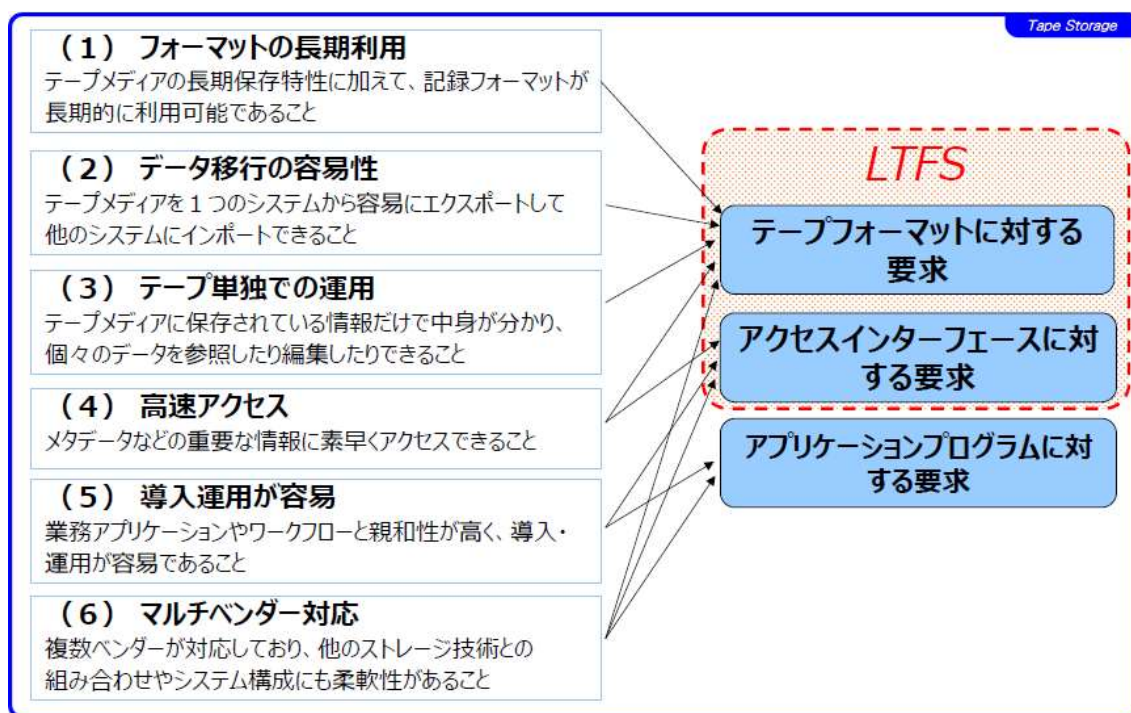 Tape Storage
（１） フォーマットの長期利用
テープメディアの長期保存特性に加えて、記録フォーマットが
長期的に利用可能であること
（２） データ移行の容易性
テープメディアを１つのシステムから容易にエクスポートして
他のシステムにインポートできること
（３） テープ単独での運用
テープメディアに保存されている情報だけで中身が分かり、
個々のデータを参照したり編集したりできること
（４） 高速アクセス
メタデータなどの重要な情報に素早くアクセスできること
（５） 導入運用が容易
業務アプリケーションやワークフローと親和性が高く、導入・
運用が容易であること
（６） マルチベンダー対応
複数ベンダーが対応しており、他のストレージ技術との
組み合わせやシステム構成にも柔軟性があること
LTFS
テープフォーマットに対する
要求
アクセスインターフェースに対
する要求
アプリケーションプログラムに対
する要求